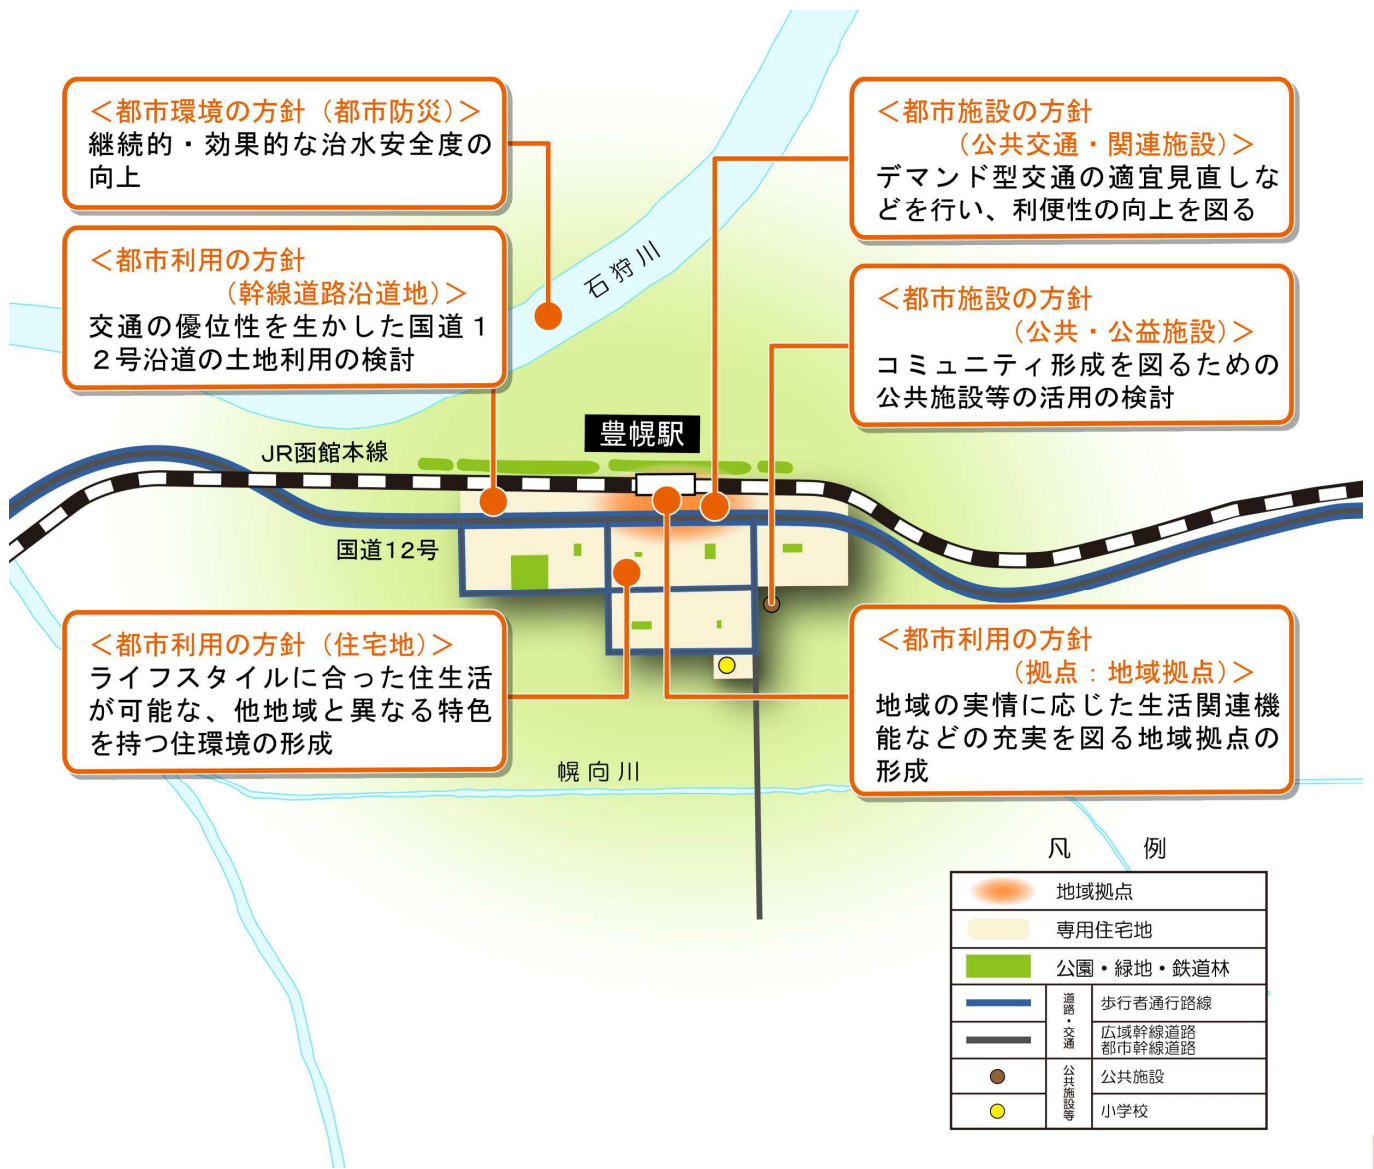 ＜都市環境の方針（都市防災）＞
継続的・効果的な治水安全度の
向上
＜都市利用の方針
（幹線道路沿道地）＞
交通の優位性を生かした国道１
２号沿道の土地利用の検討
＜都市施設の方針
（公共交通・関連施設）＞
デマンド型交通の適宜見直しな
どを行い、利便性の向上を図る
＜都市施設の方針
（公共・公益施設）＞
コミュニティ形成を図るための
公共施設等の活用の検討
石狩川
豊幌駅
JR函館本線
国道12号
＜都市利用の方針（住宅地）＞
ライフスタイルに合った住生活
が可能な、他地域と異なる特色
を持つ住環境の形成
＜都市利用の方針
（拠点：地域拠点）＞
地域の実情に応じた生活関連機
能などの充実を図る地域拠点の
形成
幌向川
凡例
地域拠点
専用住宅地
公園・緑地・鉄道林
道路・交通
歩行者通行路線
広域幹線道路
都市幹線道路
公共施設等
公共施設
小学校